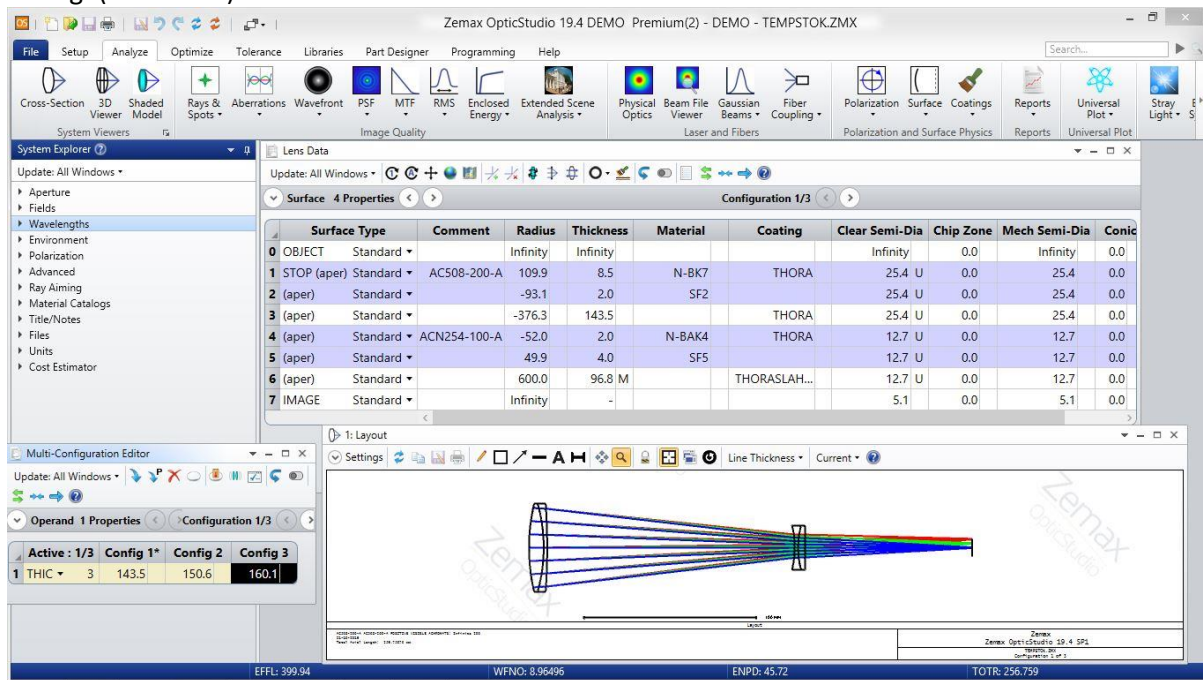 Zemax OpticStudio 19.4 DEMO Premium(2) - DEMO - TEMPSTOK.ZMX
File Setup Analyze Optimize Tolerance Libraries Part Designer Programming Help Search...
Cross-Section 3D Viewer Shaded Model Rays & Spots Aberrations Wavefront PSF MTF RMS Enclosed Energy Extended Scene Analysis Physical Optics Beam File Viewer Gaussian Beams Fiber Coupling Polarization Surface Coatings Reports Universal Plot Stray Light
System Viewers Image Quality Laser and Fibers Polarization and Surface Physics Reports Universal Plot
System Explorer
Update: All Windows
Aperture
Fields
Wavelengths
Environment
Polarization
Advanced
Ray Aiming
Material Catalogs
Title/Notes
Files
Units
Cost Estimator
Lens Data
Update: All Windows
Surface 4 Properties Configuration 1/3
Surface Type Comment Radius Thickness Material Coating Clear Semi-Dia Chip Zone Mech Semi-Dia Conic
0 OBJECT Standard Infinity Infinity Infinity 0.0 Infinity 0.0
1 STOP (aper) Standard AC508-200-A 109.9 8.5 N-BK7 THORA 25.4 U 0.0 25.4 0.0
2 (aper) Standard -93.1 2.0 SF2 25.4 U 0.0 25.4 0.0
3 (aper) Standard -376.3 143.5 THORA 25.4 U 0.0 25.4 0.0
4 (aper) Standard ACN254-100-A -52.0 2.0 N-BAK4 THORA 12.7 U 0.0 12.7 0.0
5 (aper) Standard 49.9 4.0 SF5 12.7 U 0.0 12.7 0.0
6 (aper) Standard 600.0 96.8 M THORASLAH... 12.7 U 0.0 12.7 0.0
7 IMAGE Standard Infinity - 5.1 0.0 5.1 0.0
Multi-Configuration Editor
Update: All Windows
Operand 1 Properties Configuration 1/3
Active : 1/3 Config 1* Config 2 Config 3
1 THIC 3 143.5 150.6 160.1
1: Layout
Settings Line Thickness Current
Zemax
OpticStudio
Zemax
OpticStudio
Layout
Zemax
Zemax OpticStudio 19.4 SP1
TEMPSTOK.ZMX
Configuration 1 of 3
EFFL: 399.94 WFNO: 8.96496 ENPD: 45.72 TOTR: 256.759